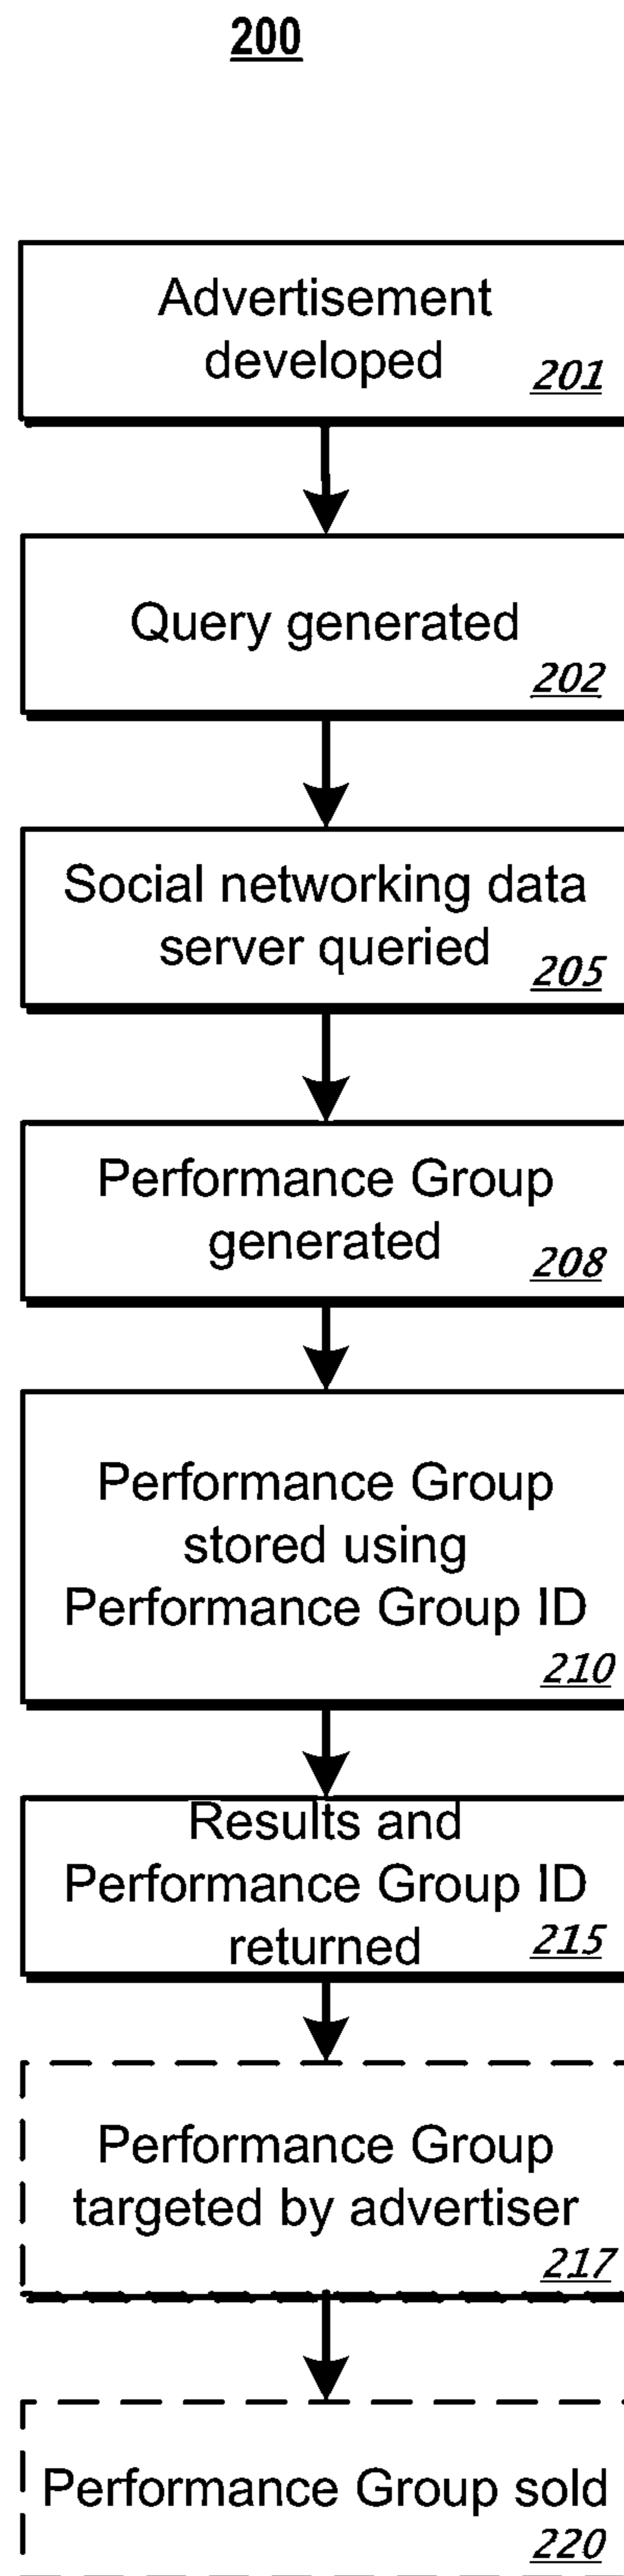 200
Advertisement
developed
201
Query generated
202
Social networking data
server queried
205
Performance Group
generated
208
Performance Group
stored using
Performance Group ID
210
Results and
Performance Group ID
returned
215
Performance Group
targeted by advertiser
217
Performance Group sold
220